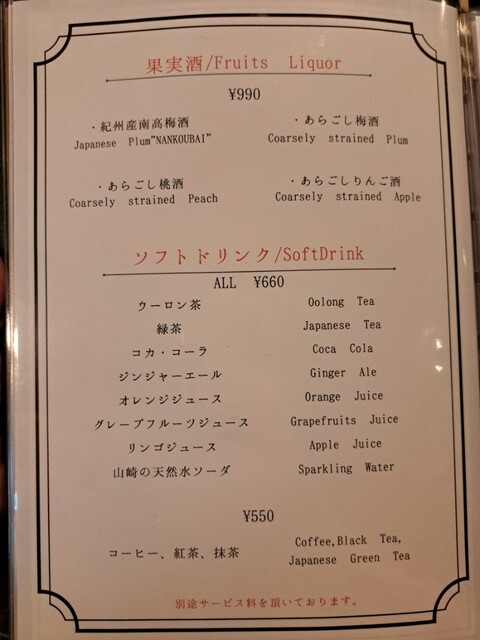 果実酒/Fruits Liquor
¥990
・紀州産南高梅酒
Japanese Plum"NANKOUBAI"
・あらごし梅酒
Coarsely strained Plum
・あらごし桃酒
Coarsely strained Peach
・あらごしりんご酒
Coarsely strained Apple
ソフトドリンク/SoftDrink
ALL ¥660
ウーロン茶 Oolong Tea
緑茶 Japanese Tea
コカ・コーラ Coca Cola
ジンジャーエール Ginger Ale
オレンジジュース Orange Juice
グレープフルーツジュース Grapefruits Juice
リンゴジュース Apple Juice
山崎の天然水ソーダ Sparkling Water
¥550
コーヒー、紅茶、抹茶
Coffee,Black Tea,
Japanese Green Tea
別途サービス料を頂いております。